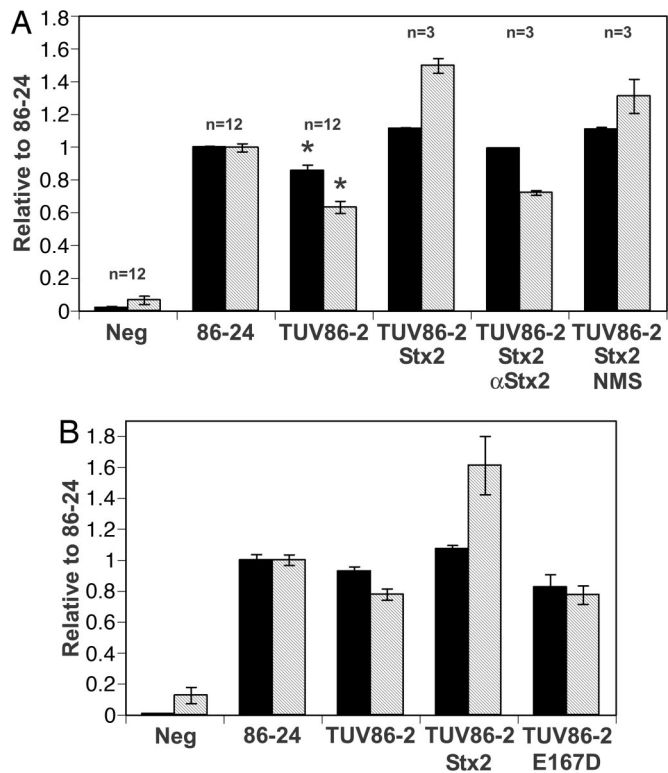 A
Relative to 86-24
1.8
1.6
1.4
1.2
1
0.8
0.6
0.4
0.2
0
n=12
n=12
n=12
n=3
n=3
n=3
*
*
Neg
86-24
TUV86-2
TUV86-2
Stx2
TUV86-2
Stx2
αStx2
TUV86-2
Stx2
NMS
B
Relative to 86-24
1.8
1.6
1.4
1.2
1
0.8
0.6
0.4
0.2
0
Neg
86-24
TUV86-2
TUV86-2
Stx2
TUV86-2
E167D